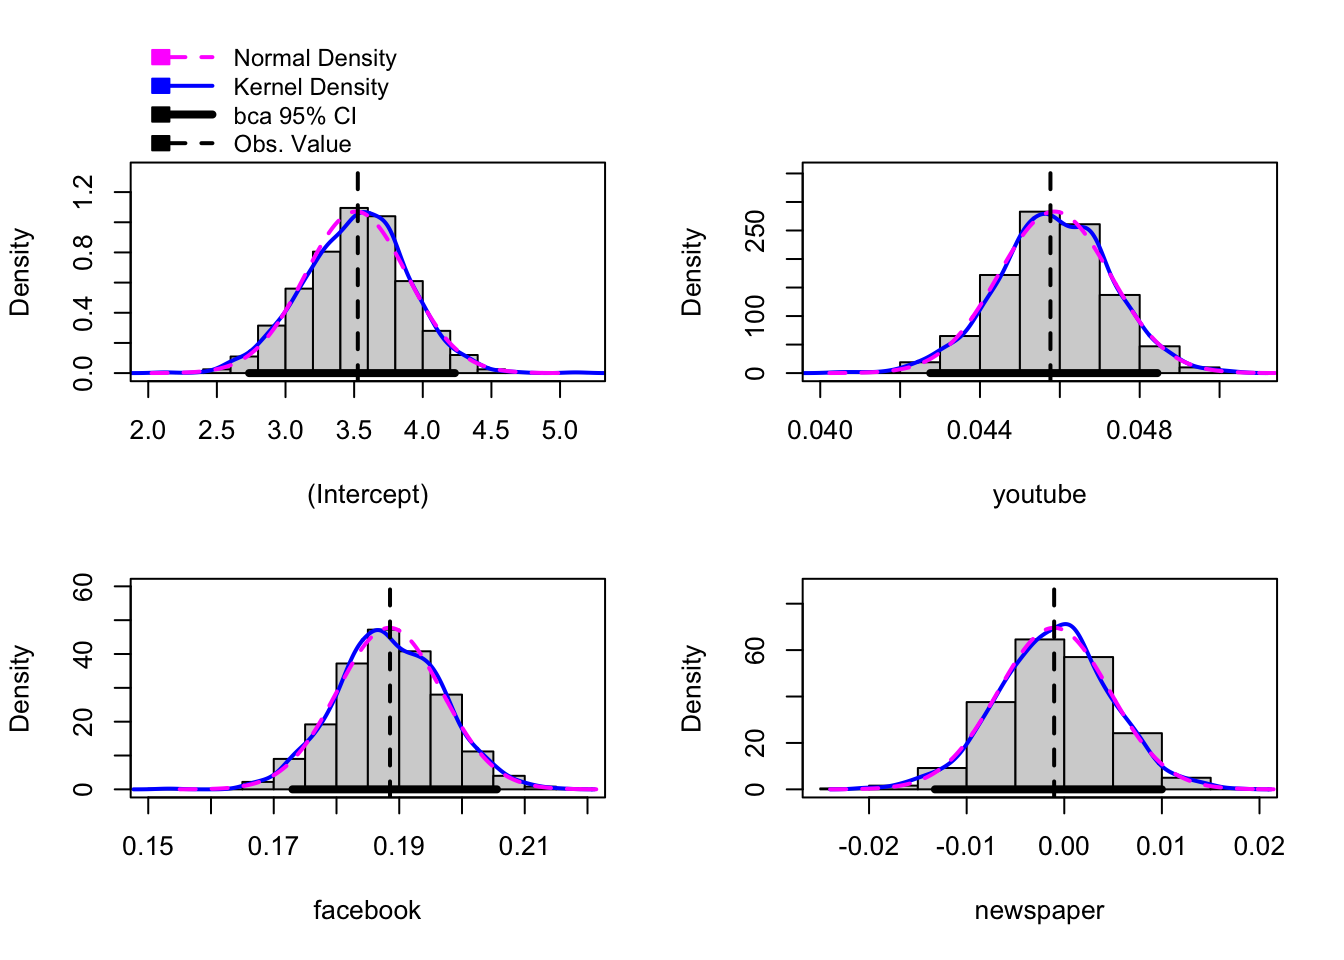 Normal Density
Kernel Density
bca 95% CI
Obs. Value
Density
0.0 0.4 0.8 1.2
2.0 2.5 3.0 3.5 4.0 4.5 5.0
(Intercept)
Density
0 100 250
0.040 0.044 0.048
youtube
Density
0 20 40 60
0.15 0.17 0.19 0.21
facebook
Density
0 20 60
-0.02 -0.01 0.00 0.01 0.02
newspaper